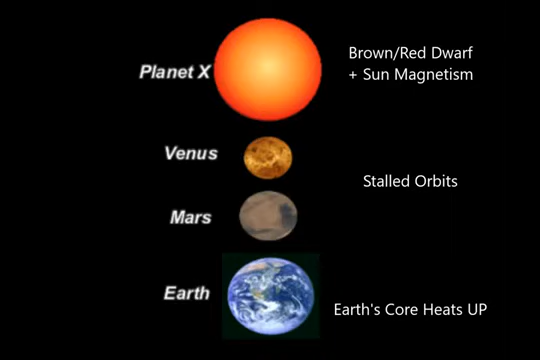 Planet X
Brown/Red Dwarf
+ Sun Magnetism
Venus
Stalled Orbits
Mars
Earth
Earth's Core Heats UP